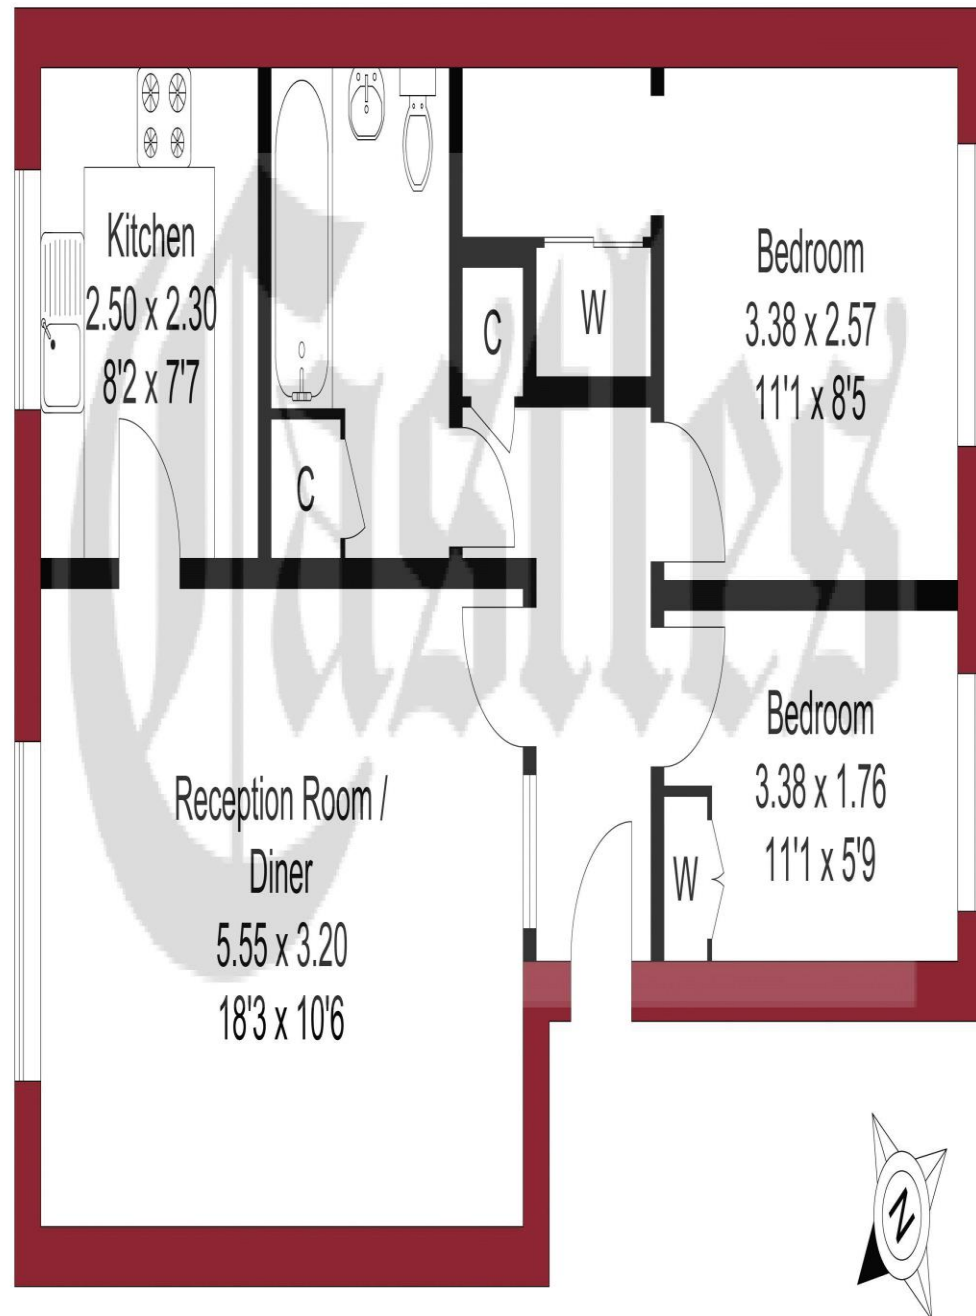 Kitchen
2.50 x 2.30
8'2 x 7'7
Bedroom
3.38 x 2.57
11'1 x 8'5
C
W
C
Bedroom
3.38 x 1.76
11'1 x 5'9
W
Reception Room /
Diner
5.55 x 3.20
18'3 x 10'6
Castles
N